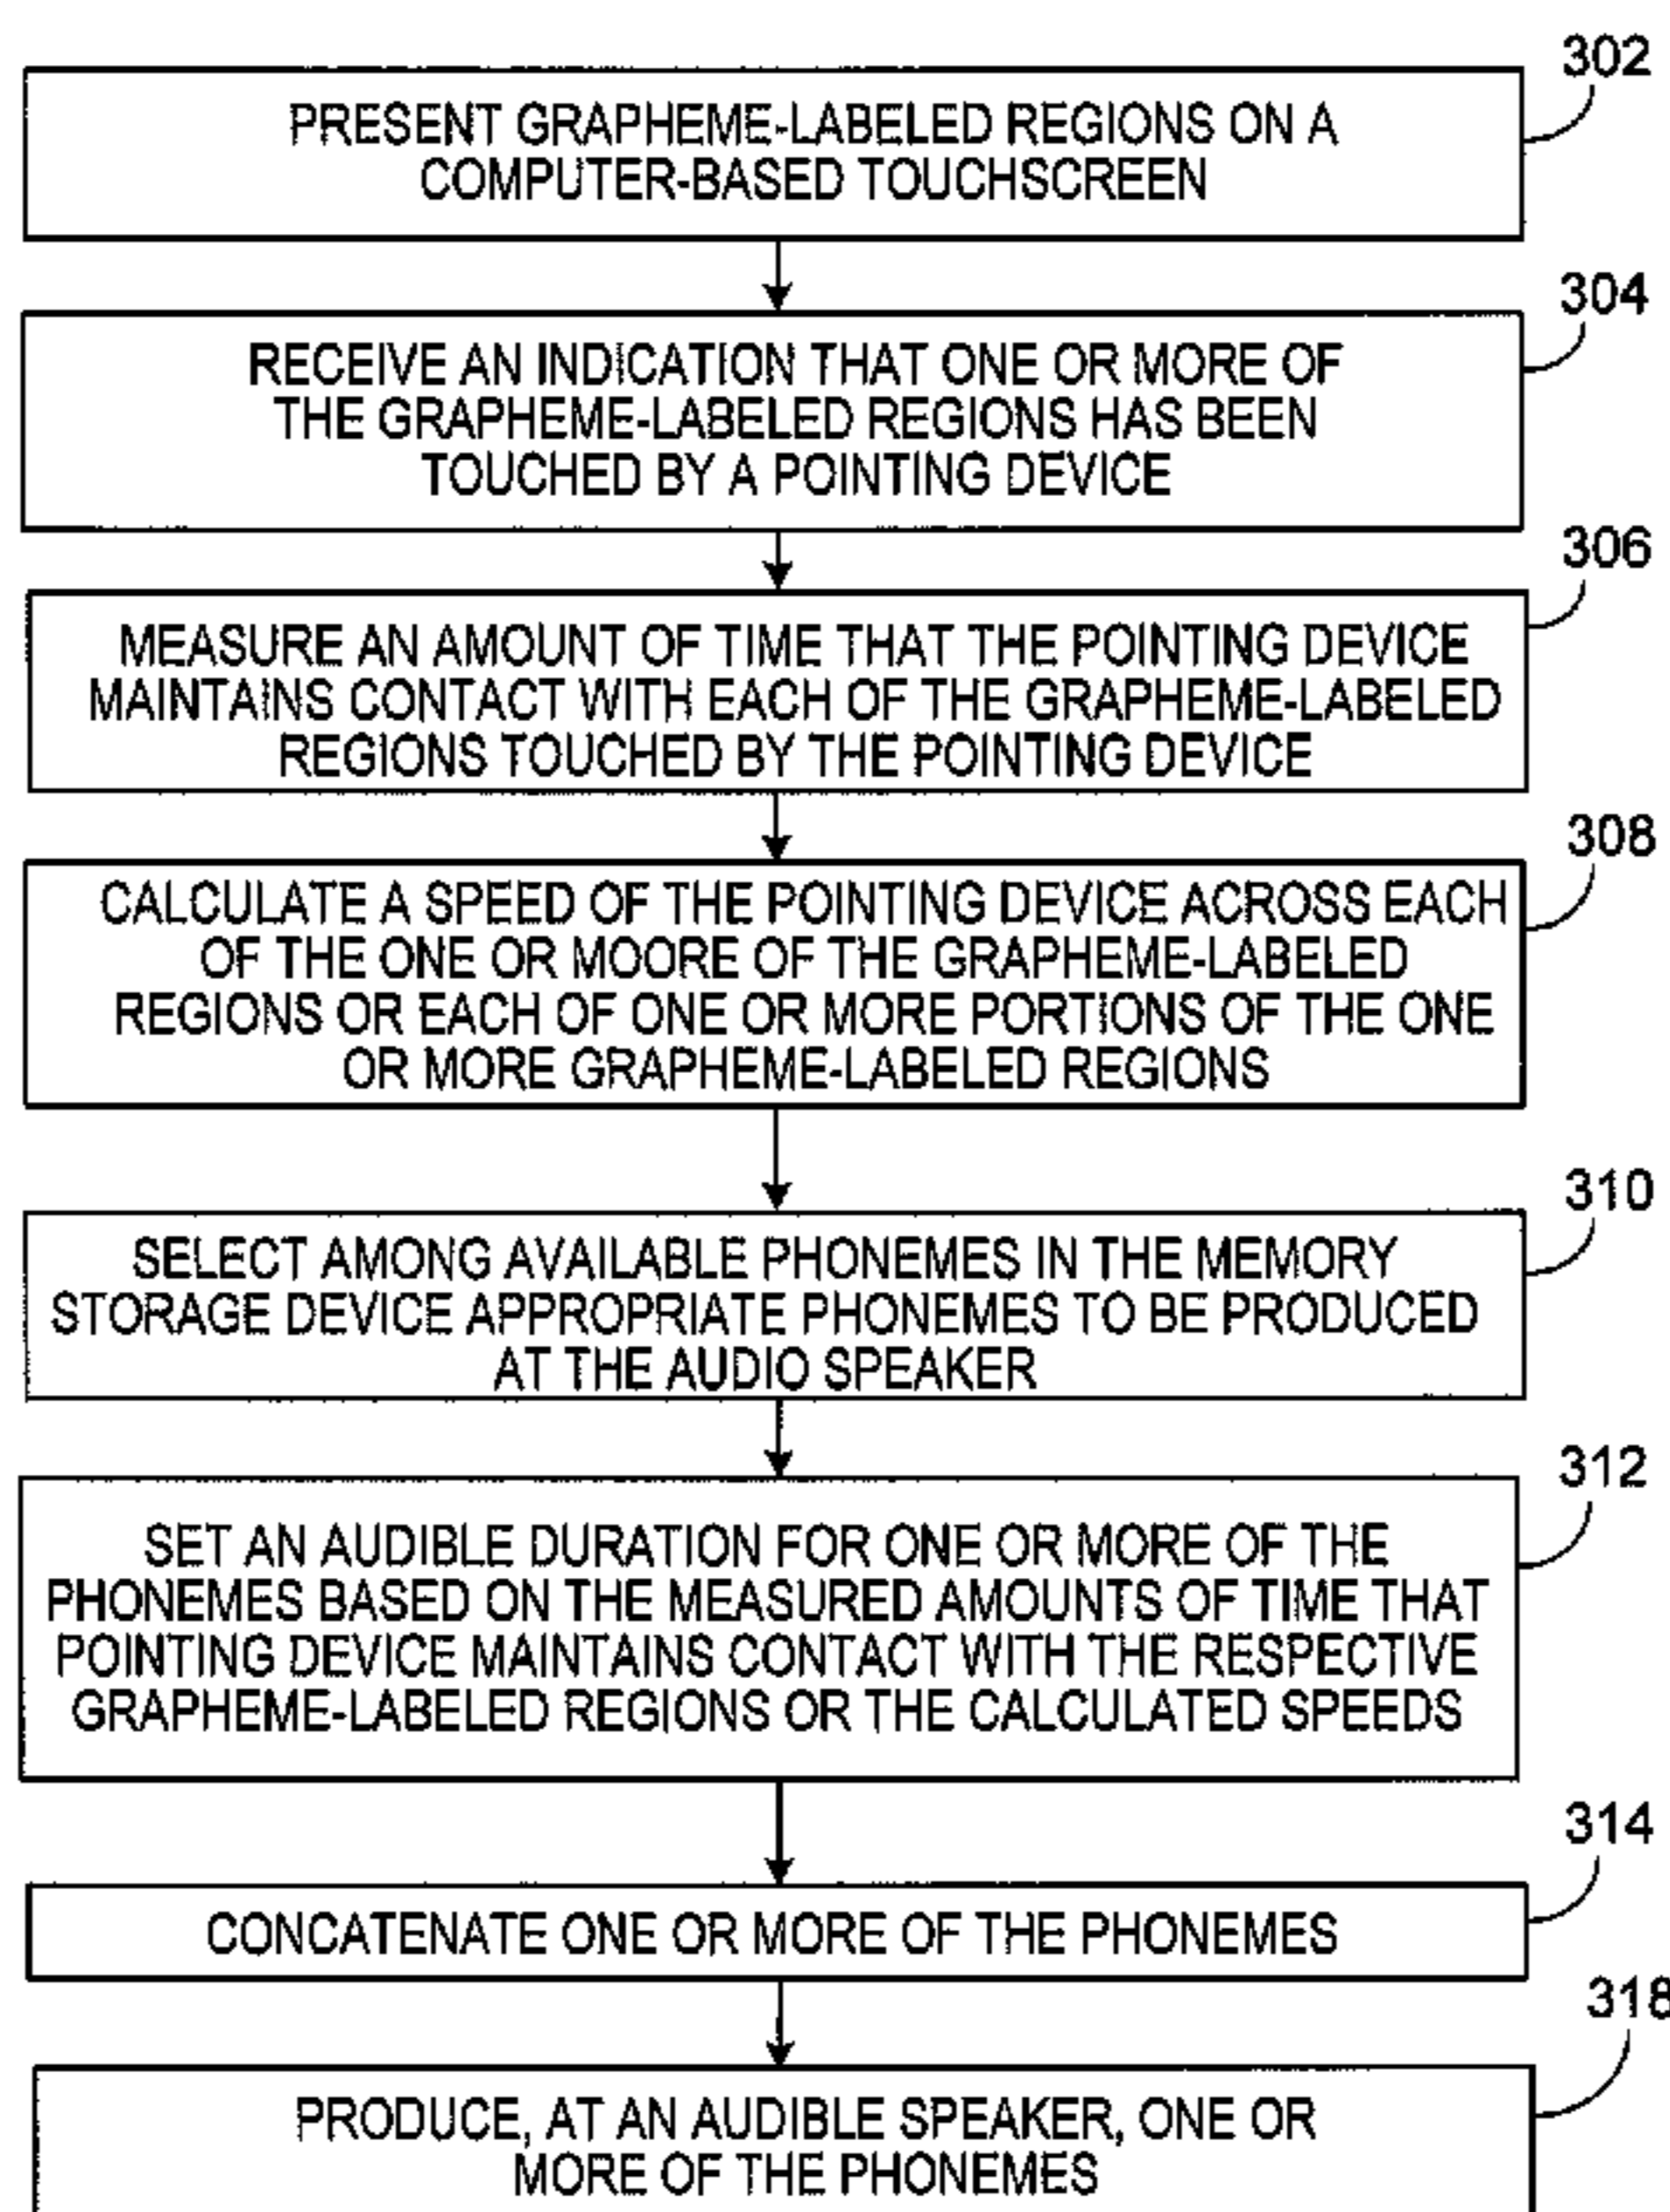 302
PRESENT GRAPHEME-LABELED REGIONS ON A
COMPUTER-BASED TOUCHSCREEN
304
RECEIVE AN INDICATION THAT ONE OR MORE OF
THE GRAPHEME-LABELED REGIONS HAS BEEN
TOUCHED BY A POINTING DEVICE
306
MEASURE AN AMOUNT OF TIME THAT THE POINTING DEVICE
MAINTAINS CONTACT WITH EACH OF THE GRAPHEME-LABELED
REGIONS TOUCHED BY THE POINTING DEVICE
308
CALCULATE A SPEED OF THE POINTING DEVICE ACROSS EACH
OF THE ONE OR MOORE OF THE GRAPHEME-LABELED
REGIONS OR EACH OF ONE OR MORE PORTIONS OF THE ONE
OR MORE GRAPHEME-LABELED REGIONS
310
SELECT AMONG AVAILABLE PHONEMES IN THE MEMORY
STORAGE DEVICE APPROPRIATE PHONEMES TO BE PRODUCED
AT THE AUDIO SPEAKER
312
SET AN AUDIBLE DURATION FOR ONE OR MORE OF THE
PHONEMES BASED ON THE MEASURED AMOUNTS OF TIME THAT
POINTING DEVICE MAINTAINS CONTACT WITH THE RESPECTIVE
GRAPHEME-LABELED REGIONS OR THE CALCULATED SPEEDS
314
CONCATENATE ONE OR MORE OF THE PHONEMES
318
PRODUCE, AT AN AUDIBLE SPEAKER, ONE OR
MORE OF THE PHONEMES